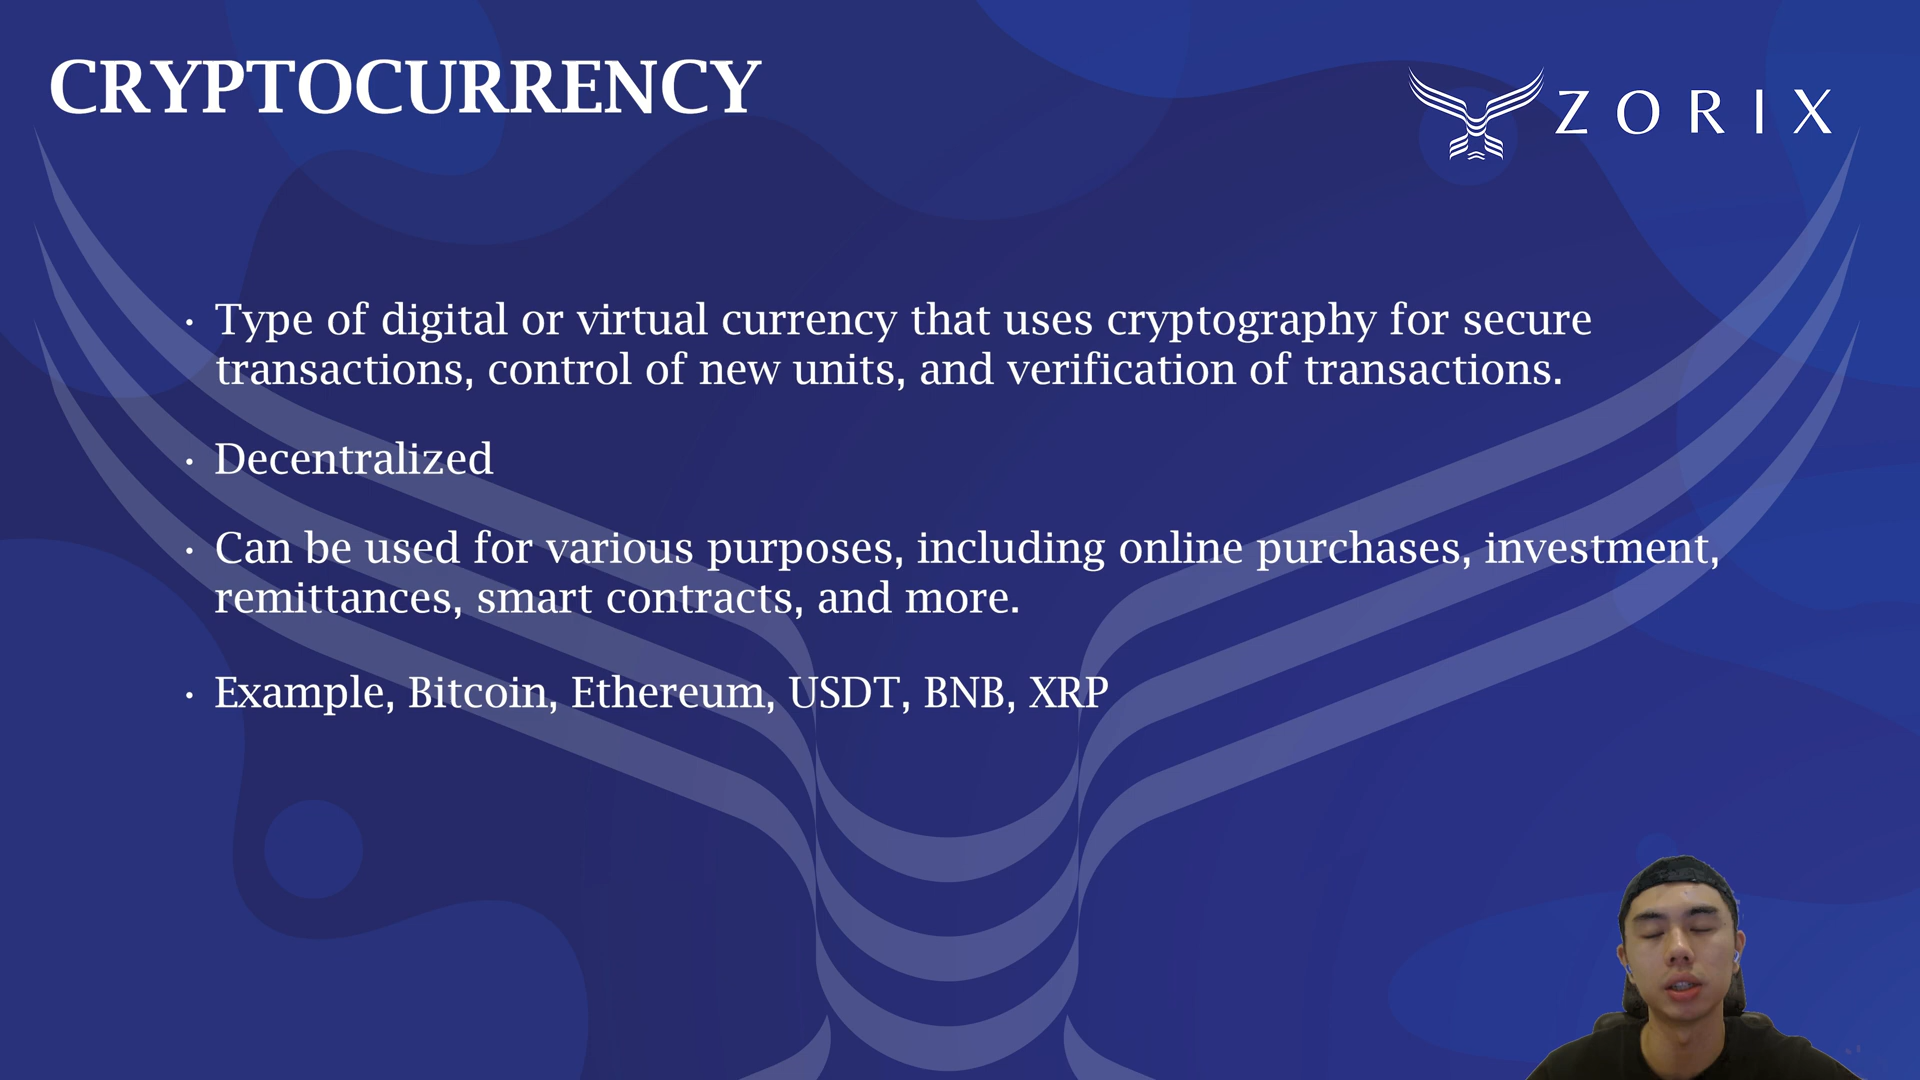 CRYPTOCURRENCY
ZORIX
• Type of digital or virtual currency that uses cryptography for secure
transactions, control of new units, and verification of transactions.
• Decentralized
• Can be used for various purposes, including online purchases, investment,
remittances, smart contracts, and more.
• Example, Bitcoin, Ethereum, USDT, BNB, XRP